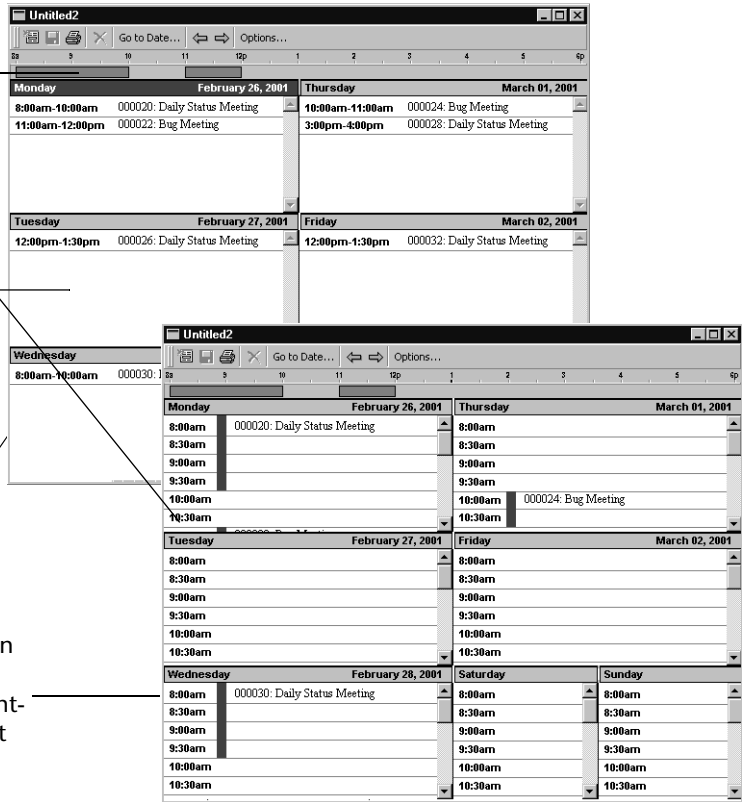 Untitled2
Go to Date... Options...
8a 9 10 11 12p 1 2 3 4 5 6p
Monday February 26, 2001
8:00am-10:00am 000020: Daily Status Meeting
11:00am-12:00pm 000022: Bug Meeting
Thursday March 01, 2001
10:00am-11:00am 000024: Bug Meeting
3:00pm-4:00pm 000028: Daily Status Meeting
Tuesday February 27, 2001
12:00pm-1:30pm 000026: Daily Status Meeting
Friday March 02, 2001
12:00pm-1:30pm 000032: Daily Status Meeting
Wednesday
8:00am-10:00am 000030:
Untitled2
Go to Date... Options...
8a 9 10 11 12p 1 2 3 4 5 6p
Monday February 26, 2001
8:00am 000020: Daily Status Meeting
8:30am
9:00am
9:30am
10:00am
10:30am
Thursday March 01, 2001
8:00am
8:30am
9:00am
9:30am
10:00am 000024: Bug Meeting
10:30am
Tuesday February 27, 2001
8:00am
8:30am
9:00am
9:30am
10:00am
10:30am
Friday March 02, 2001
8:00am
8:30am
9:00am
9:30am
10:00am
10:30am
Wednesday February 28, 2001
8:00am 000030: Daily Status Meeting
8:30am
9:00am
9:30am
10:00am
10:30am
Saturday
8:00am
8:30am
9:00am
9:30am
10:00am
10:30am
Sunday
8:00am
8:30am
9:00am
9:30am
10:00am
10:30am